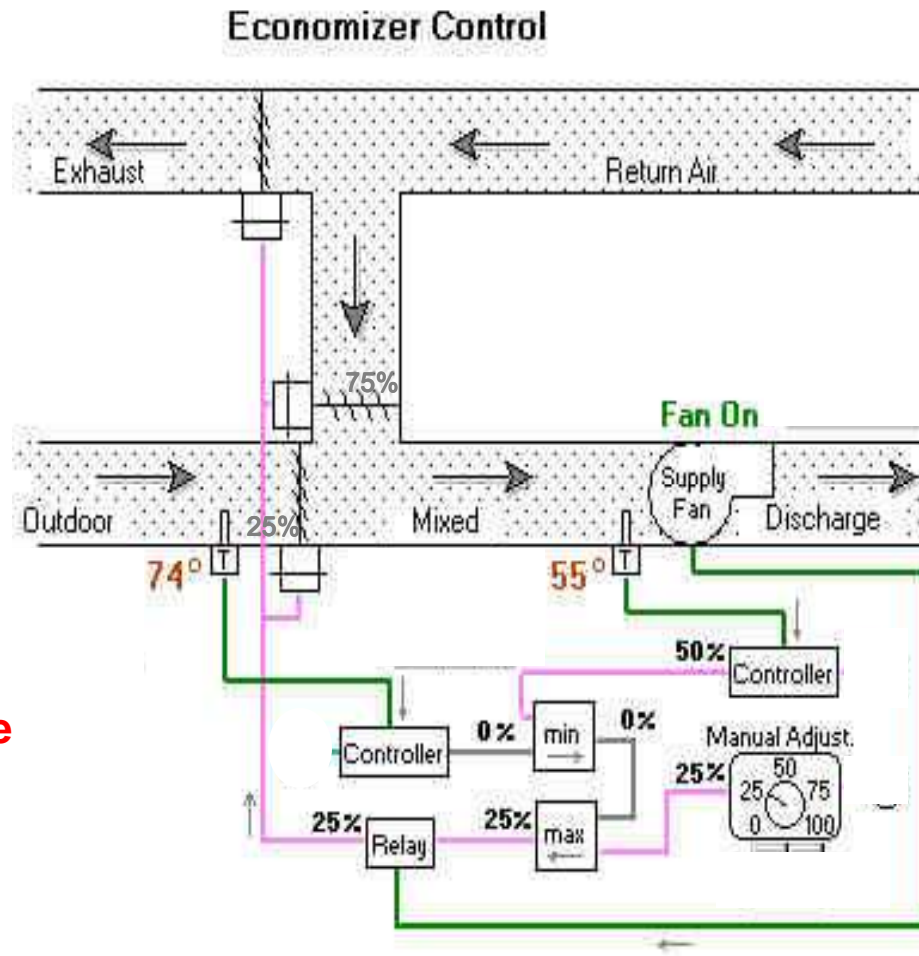 Economizer Control
Exhaust
Return Air
75%
Fan On
Supply
Fan
Outdoor
25%
Mixed
Discharge
74°
T
55°
T
50%
Controller
e
0%
min
0%
Manual Adjust.
Controller
25%
50
25
75
0
100
25%
Relay
25%
max